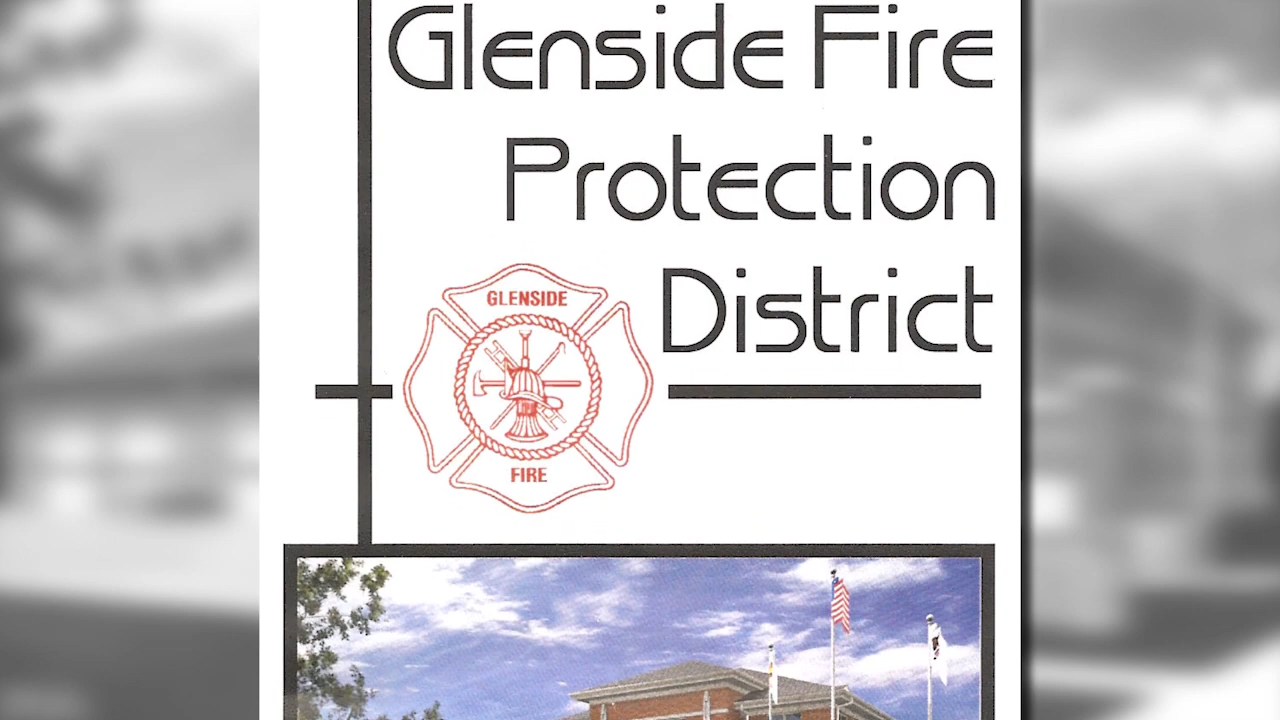 Glenside Fire
Protection
District
GLENSIDE
FIRE